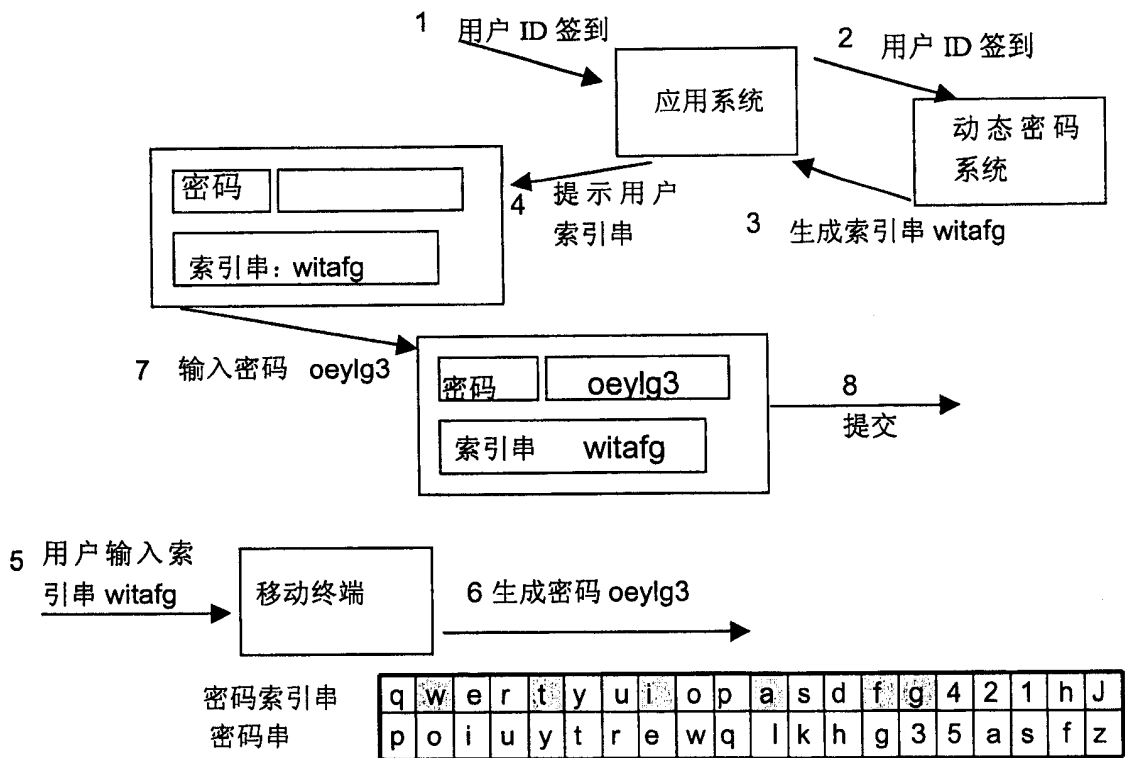 1 用户 ID 签到
2 用户 ID 签到
应用系统
动态密码
系统
3 生成索引串 witafg
4 提示用户
索引串
密码
索引串: witafg
7 输入密码 oeylg3
密码 oeylg3
索引串 witafg
8
提交
5 用户输入索
引串 witafg
移动终端
6 生成密码 oeylg3
密码索引串 q w e r t y u i o p a s d f g 4 2 1 h J
密码串 p o i u y t r e w q l k h g 3 5 a s f z